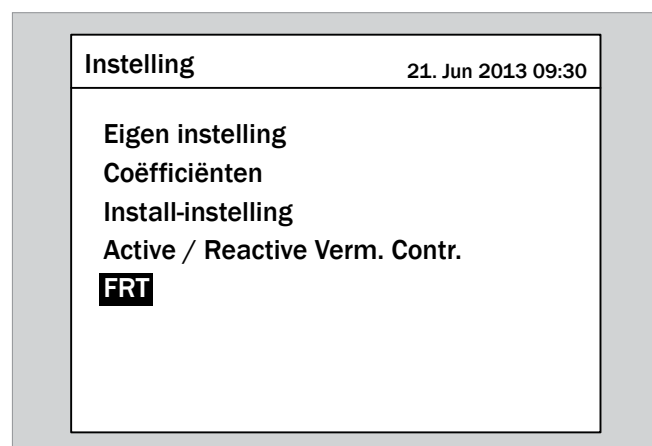 Instelling
21. Jun 2013 09:30
Eigen instelling
Coëfficiënten
Install-instelling
Active / Reactive Verm. Contr.
FRT